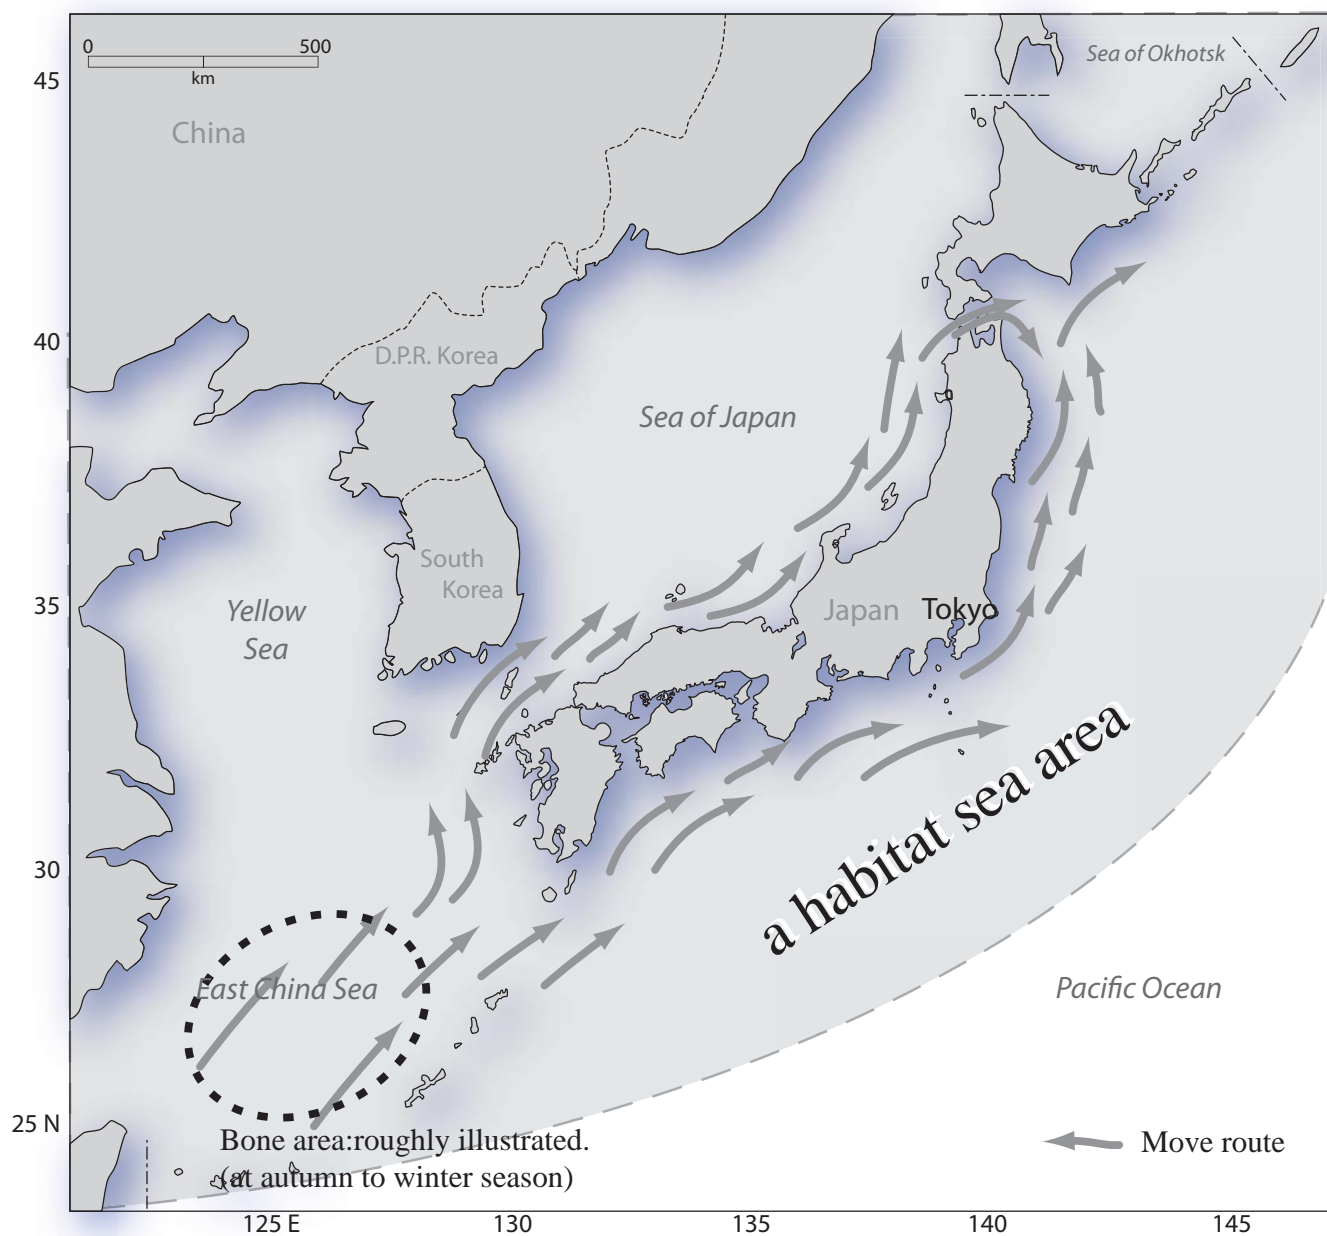 0 500
km
45
Sea of Okhotsk
China
40
D.P.R. Korea
Sea of Japan
South
Korea
35
Yellow
Sea
Japan
Tokyo
a habitat sea area
30
East China Sea
Pacific Ocean
25 N
Bone area:roughly illustrated.
(at autumn to winter season)
Move route
125 E 130 135 140 145